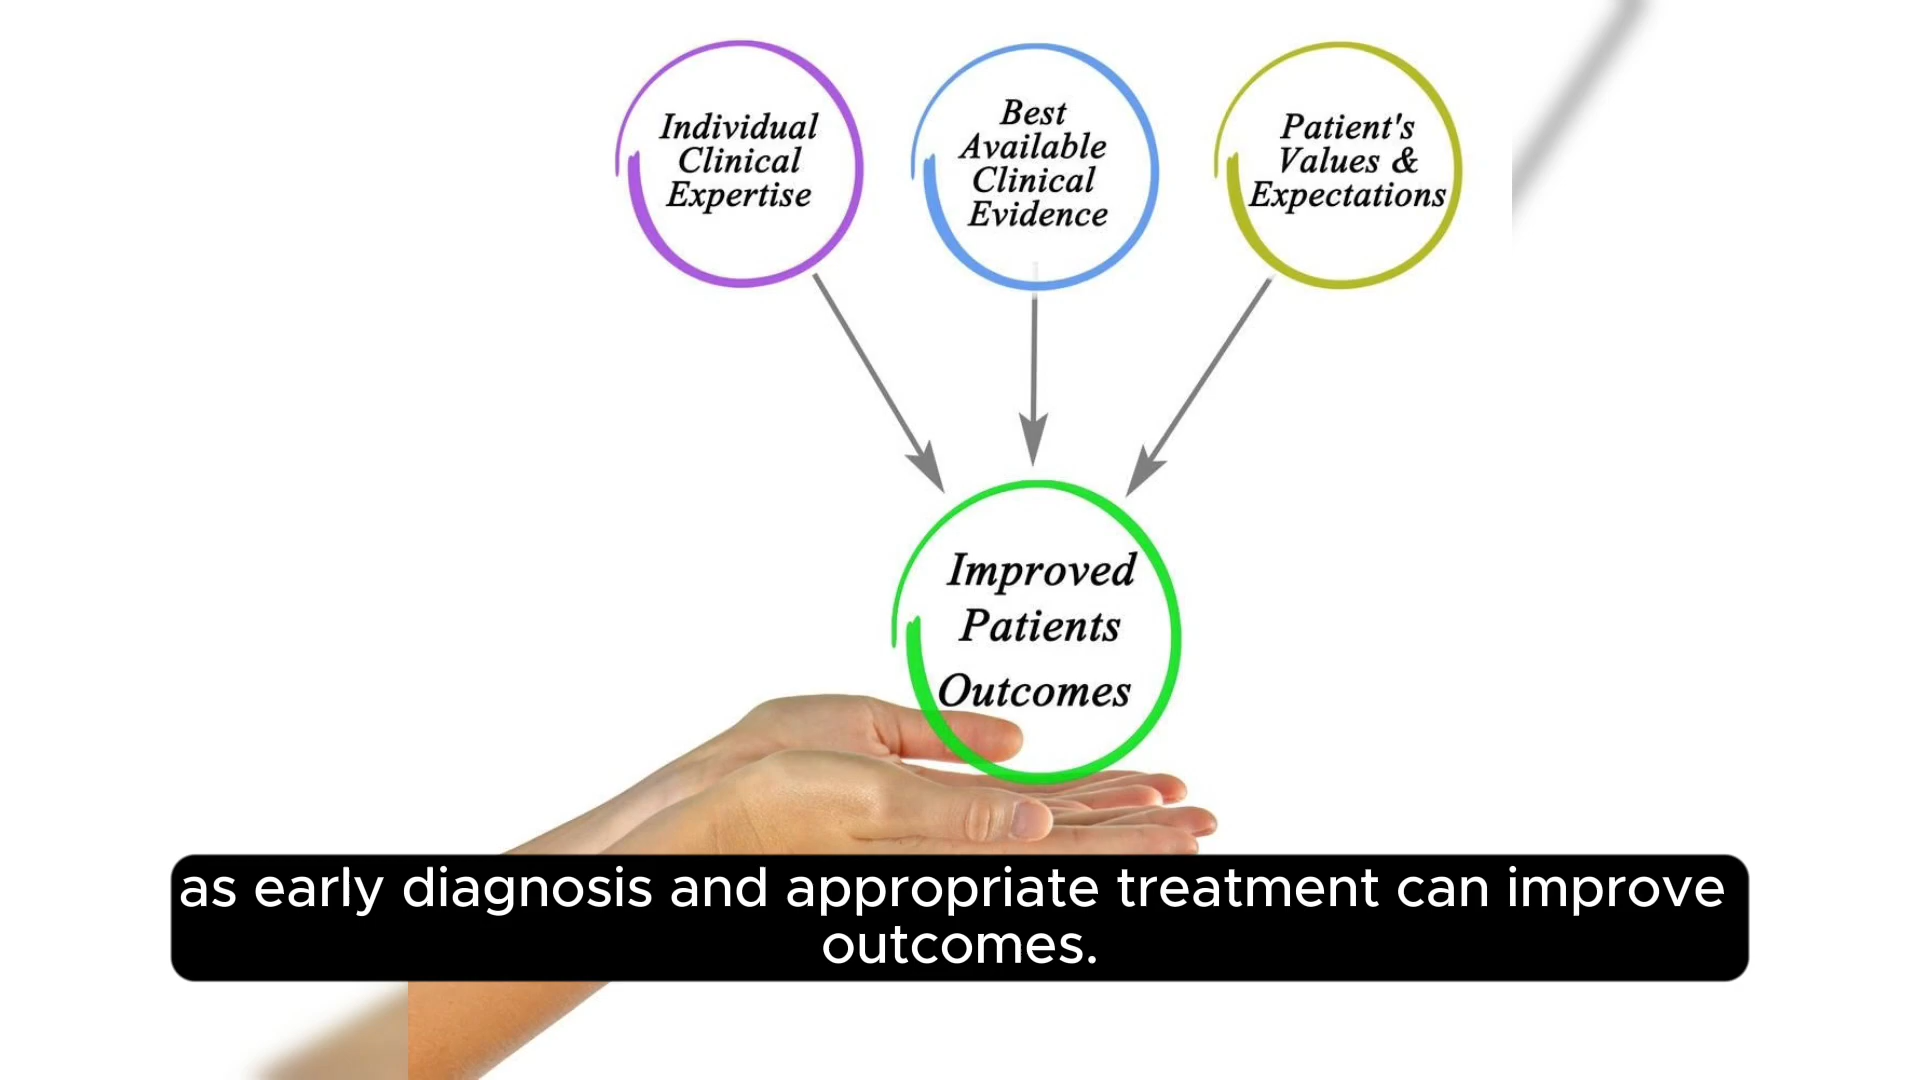 Individual
Clinical
Expertise
Best
Available
Clinical
Evidence
Patient's
Values &
Expectations
Improved
Patients
Outcomes
as early diagnosis and appropriate treatment can improve
outcomes.